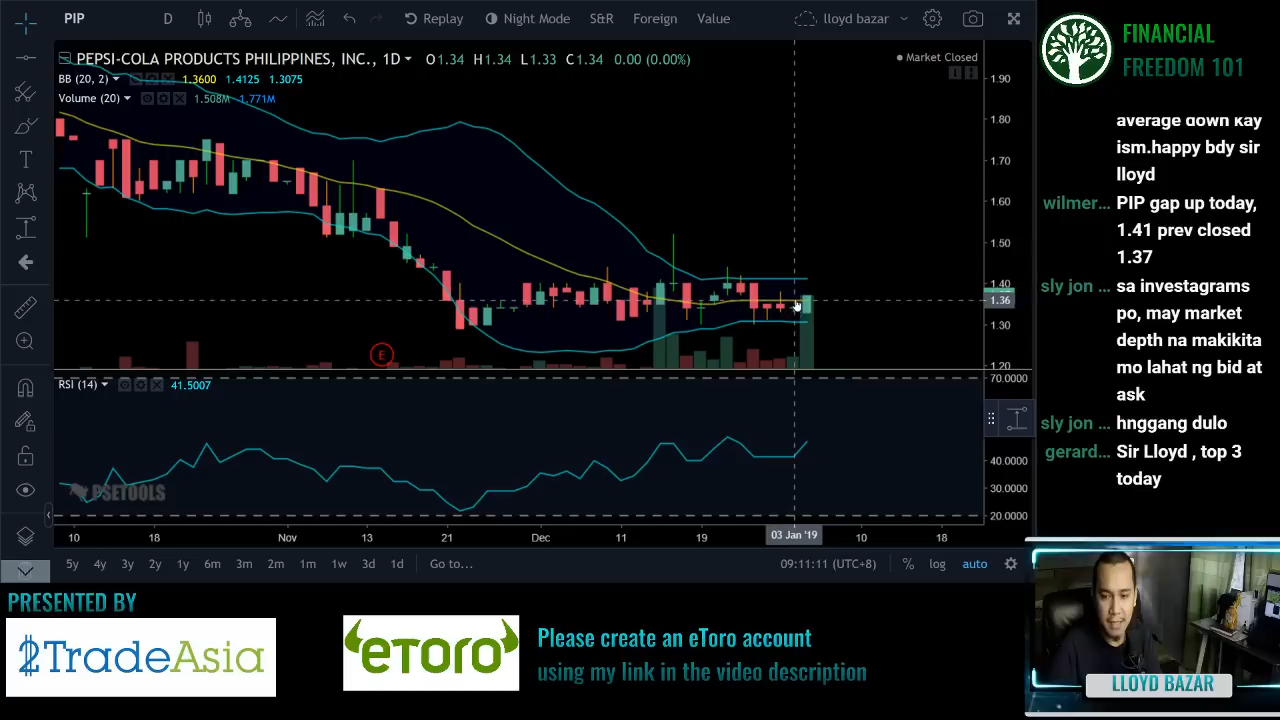 PIP
D
Replay
Night Mode
S&R
Foreign
Value
lloyd bazar
PEPSI-COLA PRODUCTS PHILIPPINES, INC., 1D
O1.34 H1.34 L1.33 C1.34 0.00 (0.00%)
Market Closed
BB (20, 2)
1.3600 1.4125 1.3075
Volume (20)
1.508M 1.771M
1.90
1.80
1.70
1.60
1.50
1.40
1.36
1.30
1.20
E
RSI (14)
41.5007
70.0000
40.0000
30.0000
20.0000
PSETOOLS
10
18
Nov
13
21
Dec
11
19
03 Jan '19
10
18
5y 4y 3y 2y 1y 6m 3m 2m 1m 1w 3d 1d Go to...
09:11:11 (UTC+8)
% log auto
FINANCIAL
FREEDOM 101
average down kay
ism.happy bdy sir
lloyd
wilmer... PIP gap up today,
1.41 prev closed
1.37
sly jon ... sa investagrams
po, may market
depth na makikita
mo lahat ng bid at
ask
sly jon ... hnggang dulo
gerard... Sir Lloyd , top 3
today
PRESENTED BY
2TradeAsia
eToro
Please create an eToro account
using my link in the video description
LLOYD BAZAR